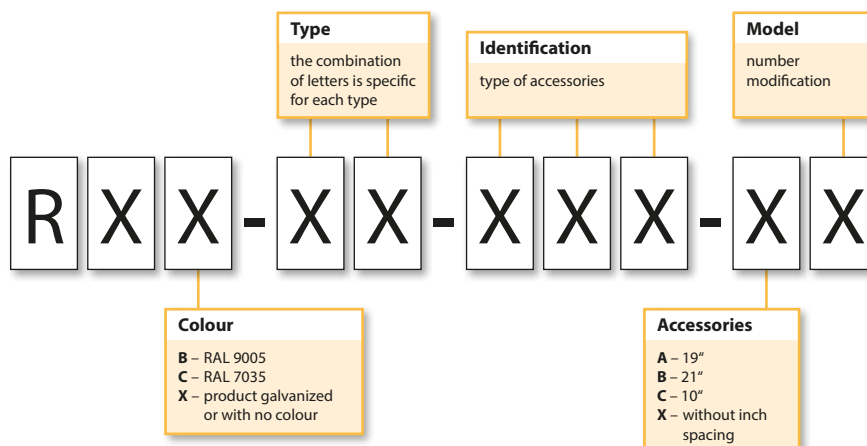 Type
the combination
of letters is specific
for each type
Identification
type of accessories
Model
number
modification
R X X - X X - X X X - X X
Colour
B – RAL 9005
C – RAL 7035
X – product galvanized
or with no colour
Accessories
A – 19“
B – 21“
C – 10“
X – without inch
spacing